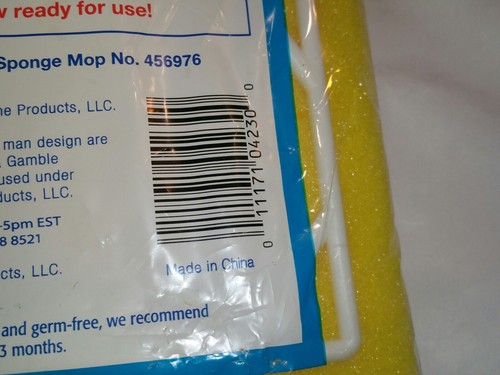 w ready for use!
Sponge Mop No. 456976
ne Products, LLC.
man design are
& Gamble
used under
ducts, LLC.
-5pm EST
8 8521
0 11171 04230 0
Made in China
cts, LLC.
and germ-free, we recommend
3 months.